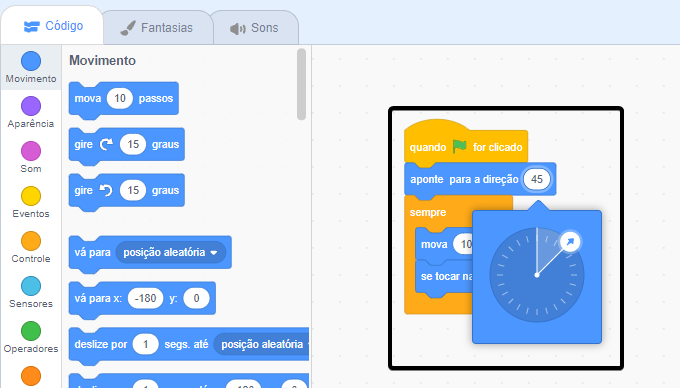 Código
Fantasias
Sons
Movimento
Aparência
Som
Eventos
Controle
Sensores
Operadores
Movimento
mova 10 passos
gire 15 graus
gire 15 graus
vá para posição aleatória
vá para x: -180 y: 0
deslize por 1 segs. até posição aleatória
quando for clicado
aponte para a direção 45
sempre
mova 10
se tocar na